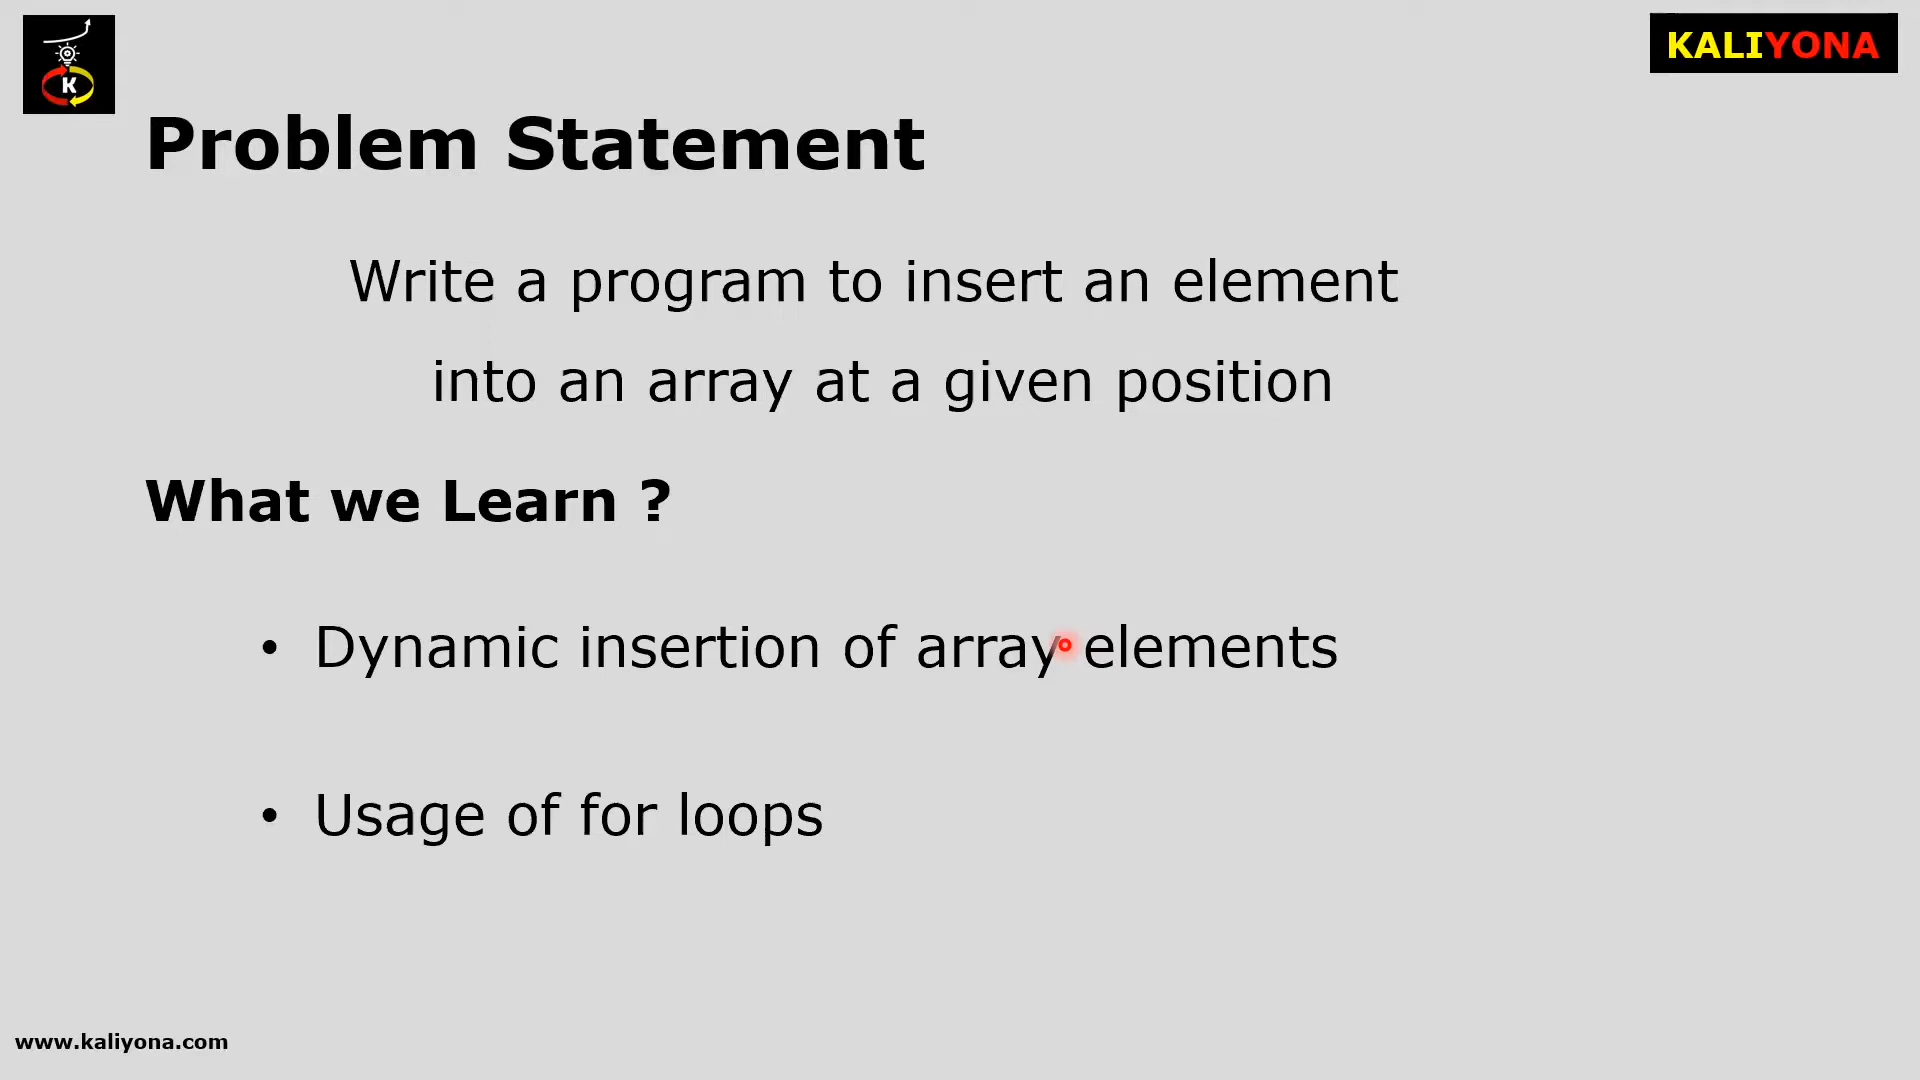 K
KALIYONA
Problem Statement
Write a program to insert an element
into an array at a given position
What we Learn ?
• Dynamic insertion of array elements
• Usage of for loops
www.kaliyona.com